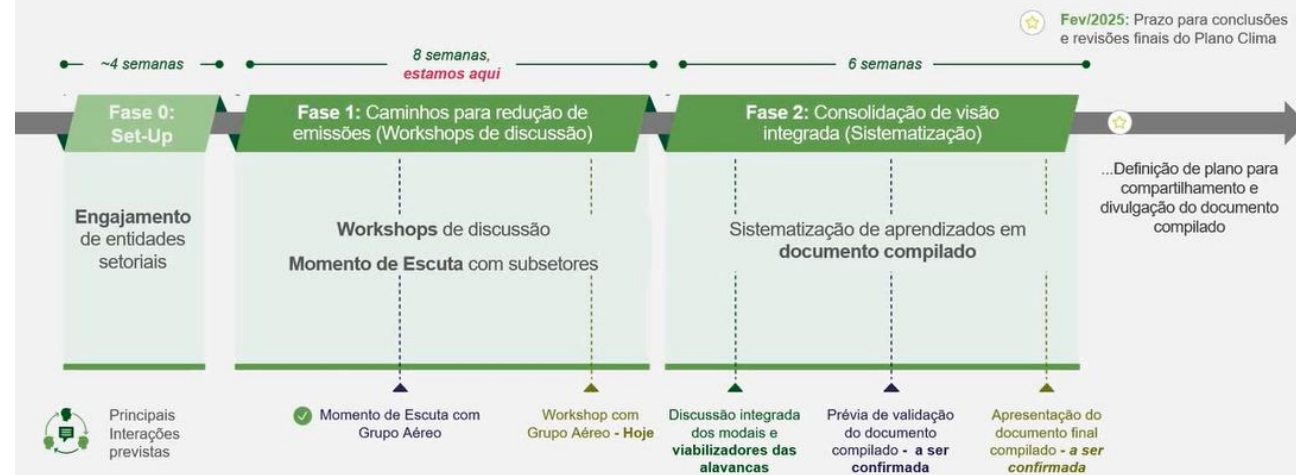 Fev/2025: Prazo para conclusões
e revisões finais do Plano Clima
~4 semanas
8 semanas,
estamos aqui
6 semanas
Fase 0:
Set-Up
Fase 1: Caminhos para redução de
emissões (Workshops de discussão)
Fase 2: Consolidação de visão
integrada (Sistematização)
...Definição de plano para
compartilhamento e
divulgação do documento
compilado
Engajamento
de entidades
setoriais
Workshops de discussão
Momento de Escuta com subsetores
Sistematização de aprendizados em
documento compilado
Principais
Interações
previstas
Momento de Escuta com
Grupo Aéreo
Workshop com
Grupo Aéreo - Hoje
Discussão integrada
dos modais e
viabilizadores das
alavancas
Prévia de validação
do documento
compilado - a ser
confirmada
Apresentação do
documento final
compilado - a ser
confirmada